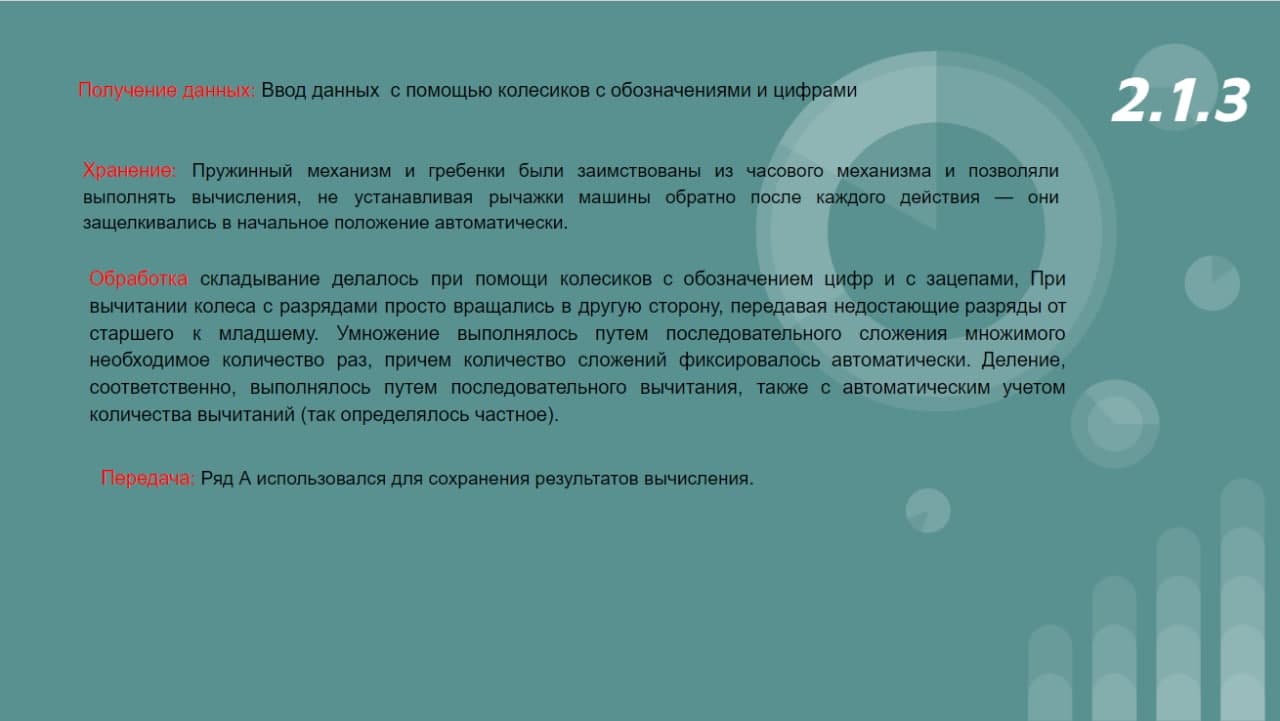 Получение данных: Ввод данных  с помощью колесиков с обозначениями и цифрами
2.1.3
Хранение: Пружинный механизм и гребенки были заимствованы из часового механизма и позволяли
выполнять вычисления, не устанавливая рычажки машины обратно после каждого действия — они
защелкивались в начальное положение автоматически.
Обработка складывание делалось при помощи колесиков с обозначением цифр и с зацепами, При
вычитании колеса с разрядами просто вращались в другую сторону, передавая недостающие разряды от
старшего к младшему. Умножение выполнялось путем последовательного сложения множимого
необходимое количество раз, причем количество сложений фиксировалось автоматически. Деление,
соответственно, выполнялось путем последовательного вычитания, также с автоматическим учетом
количества вычитаний (так определялось частное).
Передача: Ряд А использовался для сохранения результатов вычисления.